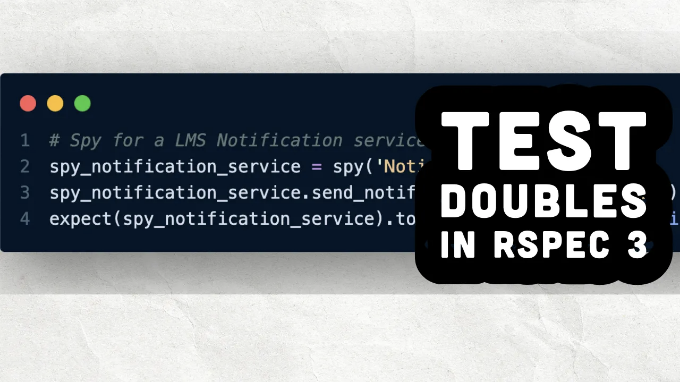 1 # Spy for a LMS Notification service
2 spy_notification_service = spy('Noti
3 spy_notification_service.send_notif )
4 expect(spy_notification_service).to i
TEST
DOUBLES
IN RSPEC 3